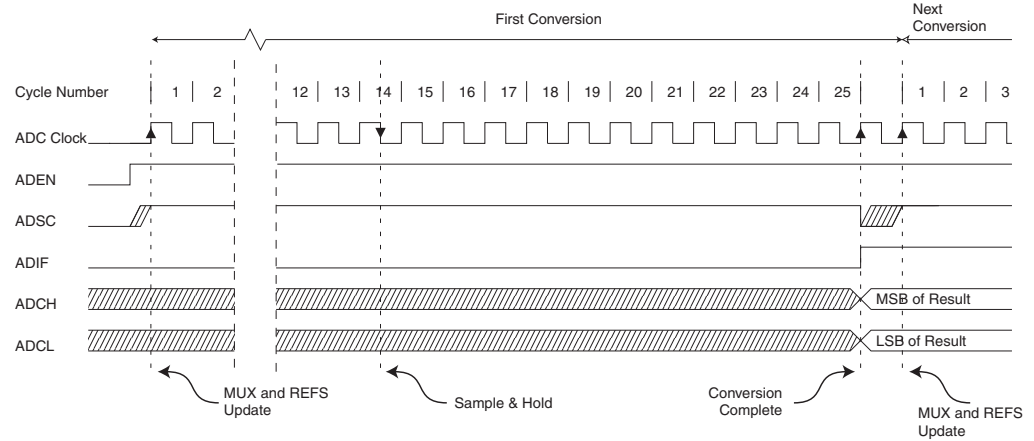 First Conversion
Next
Conversion
Cycle Number
1 2 12 13 14 15 16 17 18 19 20 21 22 23 24 25 1 2 3
ADC Clock
ADEN
ADSC
ADIF
ADCH
MSB of Result
ADCL
LSB of Result
MUX and REFS
Update
Sample & Hold
Conversion
Complete
MUX and REFS
Update